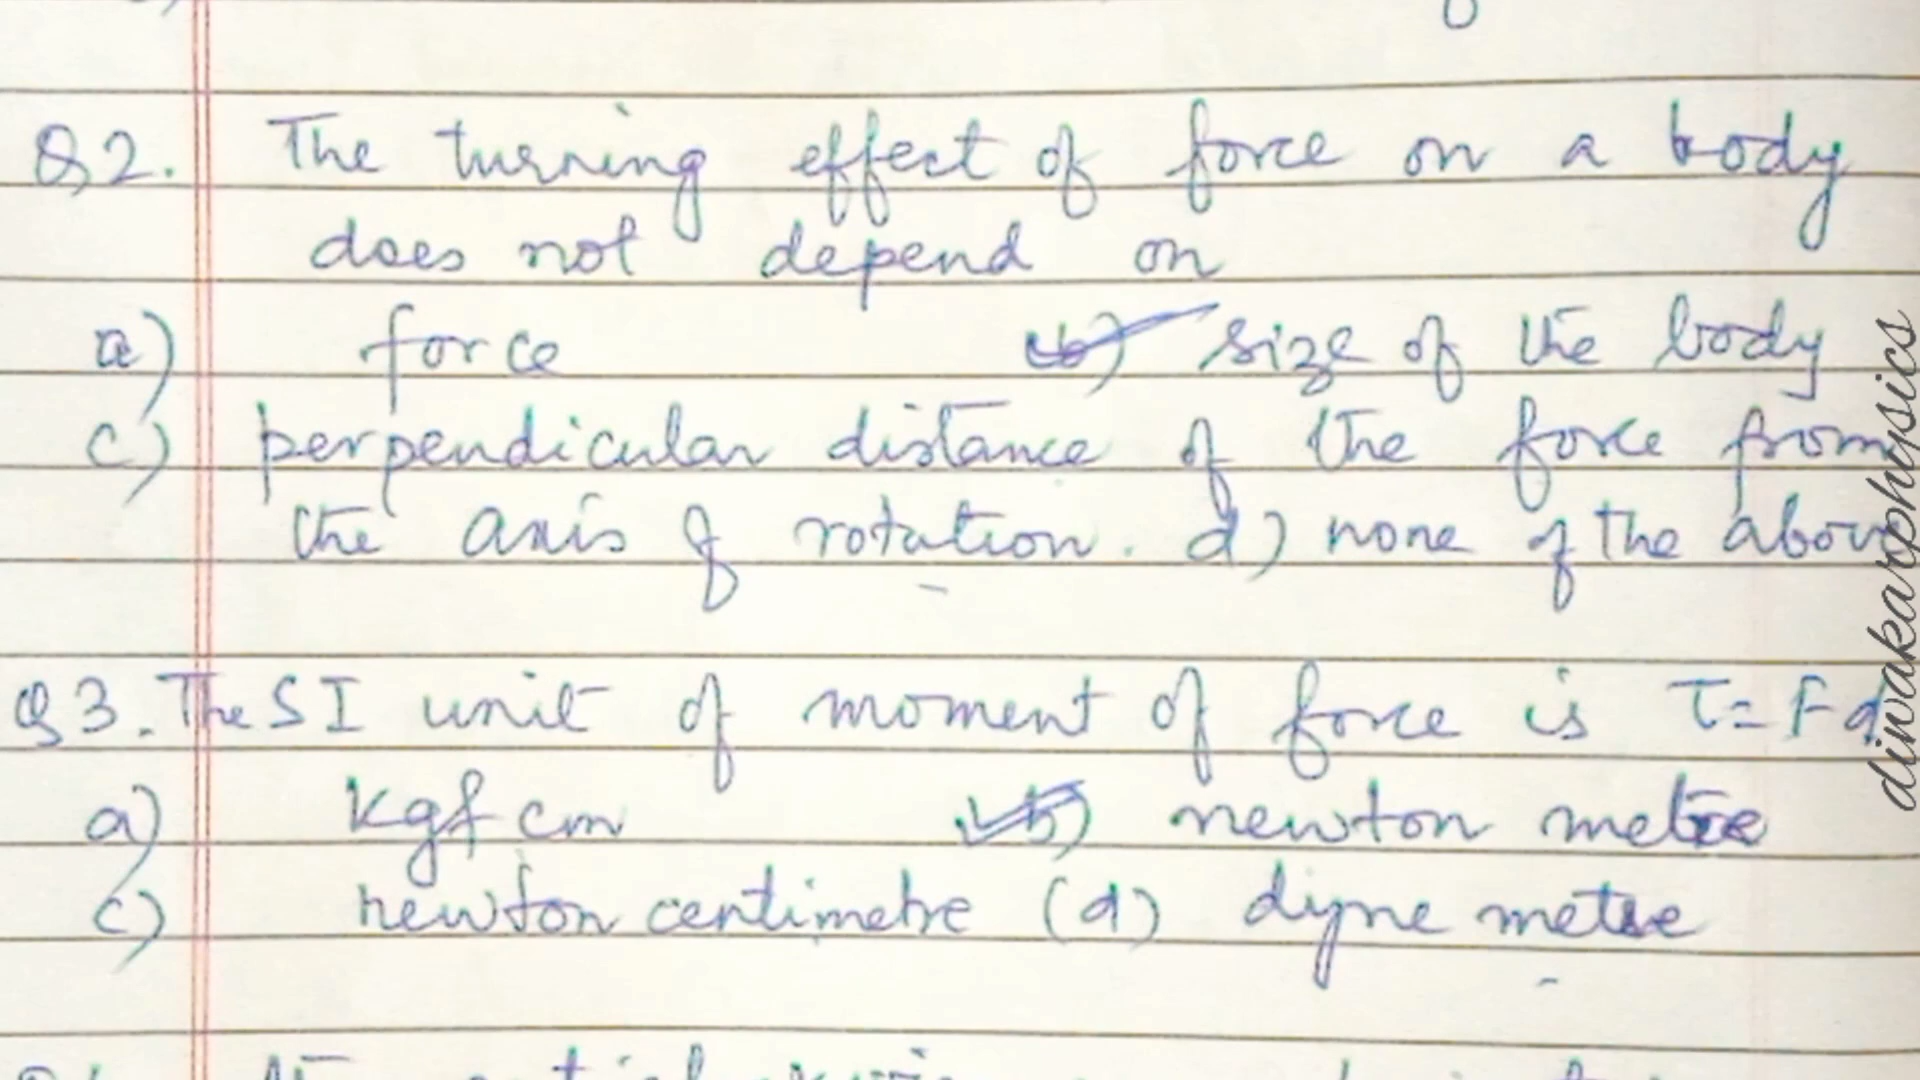 Q2. The turning effect of force on a body
does not depend on
a) force b) size of the body
c) perpendicular distance of the force from
the axis of rotation. d) none of the above
Q3. The SI unit of moment of force is τ = Fd
a) kgf cm b) newton metre
c) newton centimetre (d) dyne metre
diwakarphysics